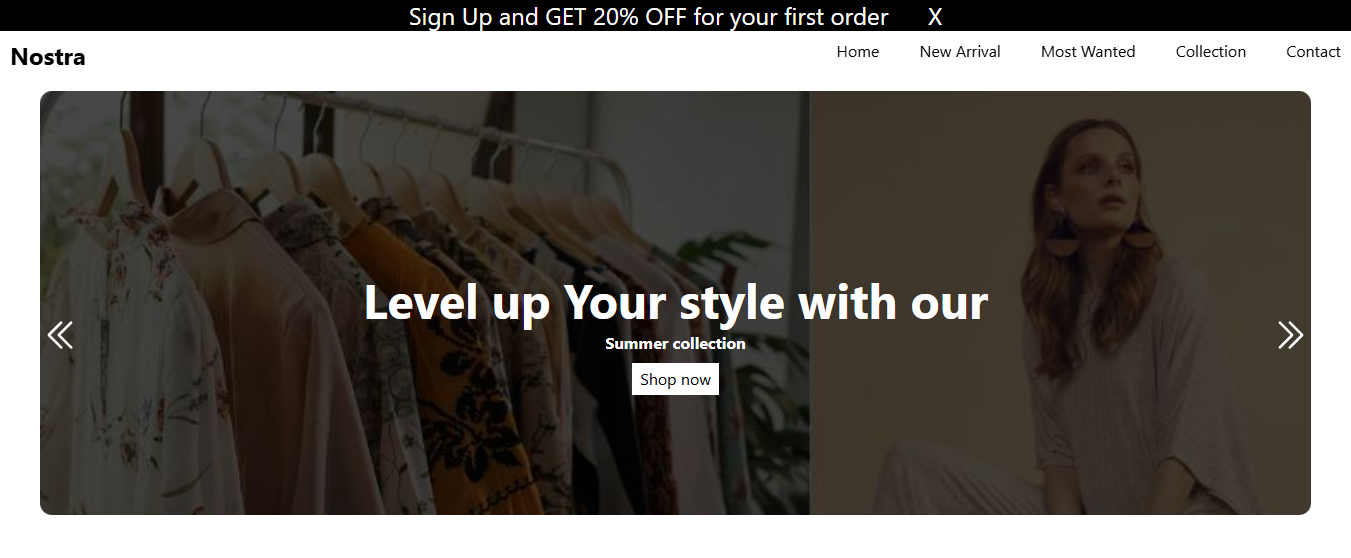 Sign Up and GET 20% OFF for your first order X
Nostra
Home New Arrival Most Wanted Collection Contact
Level up Your style with our
Summer collection
Shop now